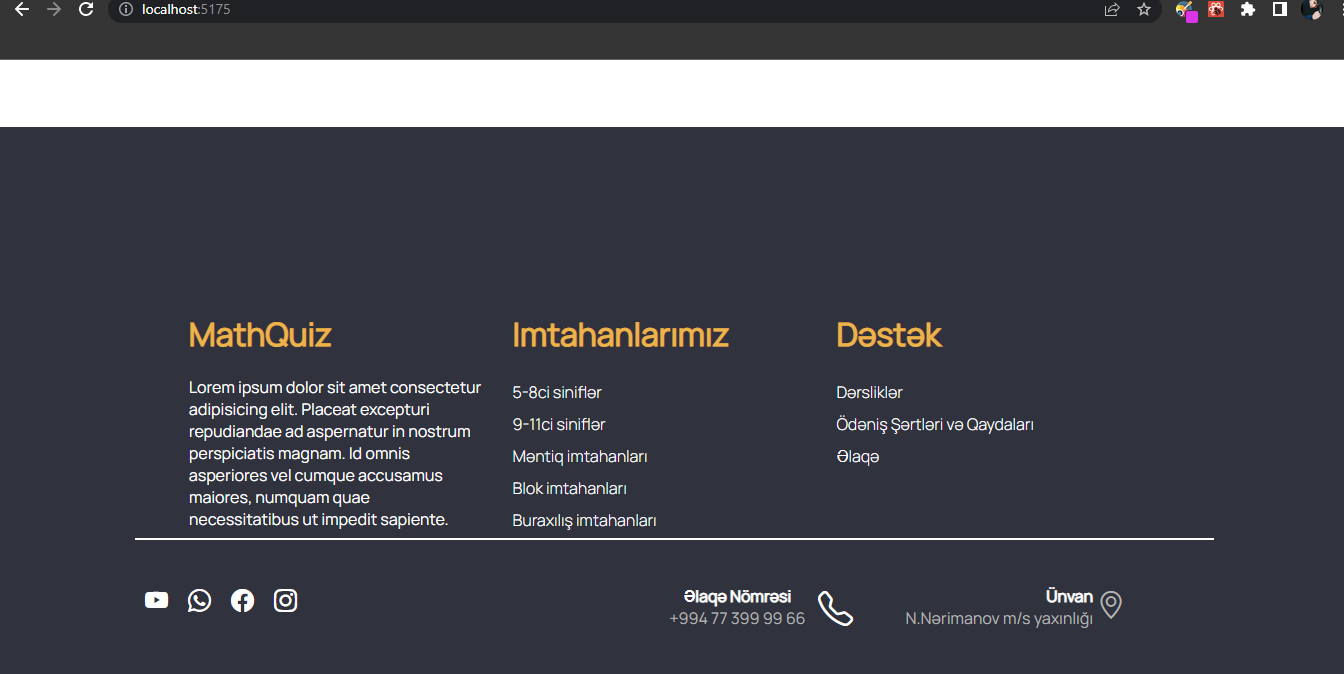 localhost:5175
MathQuiz
Lorem ipsum dolor sit amet consectetur
adipisicing elit. Placeat excepturi
repudiandae ad aspernatur in nostrum
perspiciatis magnam. Id omnis
asperiores vel cumque accusamus
maiores, numquam quae
necessitatibus ut impedit sapiente.
Imtahanlarımız
5-8ci siniflər
9-11ci siniflər
Məntiq imtahanları
Blok imtahanları
Buraxılış imtahanları
Dəstək
Dərsliklər
Ödəniş Şərtləri və Qaydaları
Əlaqə
Əlaqə Nömrəsi
+994 77 399 99 66
Ünvan
N.Nərimanov m/s yaxınlığı